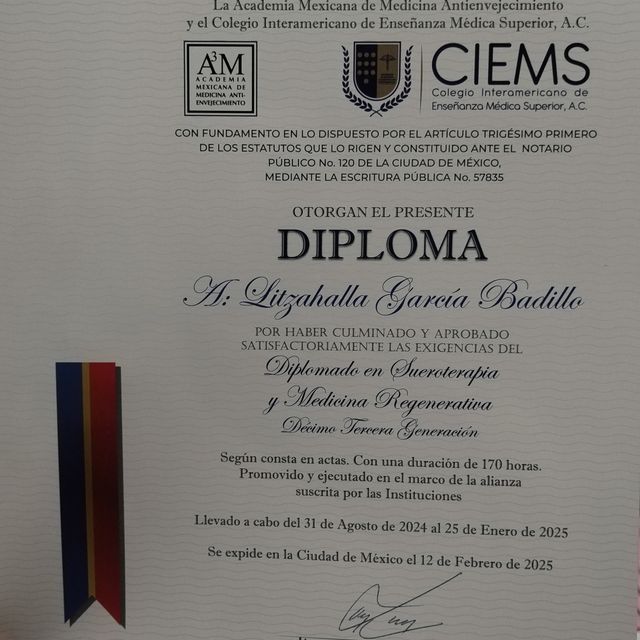 La Academia Mexicana de Medicina Antienvejecimiento
y el Colegio Interamericano de Enseñanza Médica Superior, A.C.
A3M
ACADEMIA
MEXICANA DE
MEDICINA ANTI-
ENVEJECIMIENTO
CIEMS
Colegio Interamericano de
Enseñanza Médica Superior, A.C.
CON FUNDAMENTO EN LO DISPUESTO POR EL ARTÍCULO TRIGÉSIMO PRIMERO
DE LOS ESTATUTOS QUE LO RIGEN Y CONSTITUIDO ANTE EL NOTARIO
PÚBLICO No. 120 DE LA CIUDAD DE MÉXICO,
MEDIANTE LA ESCRITURA PÚBLICA No. 57835
OTORGAN EL PRESENTE
DIPLOMA
A: Litzahalla García Badillo
POR HABER CULMINADO Y APROBADO
SATISFACTORIAMENTE LAS EXIGENCIAS DEL
Diplomado en Sueroterapia
y Medicina Regenerativa
Décimo Tercera Generación
Según consta en actas. Con una duración de 170 horas.
Promovido y ejecutado en el marco de la alianza
suscrita por las Instituciones
Llevado a cabo del 31 de Agosto de 2024 al 25 de Enero de 2025
Se expide en la Ciudad de México el 12 de Febrero de 2025